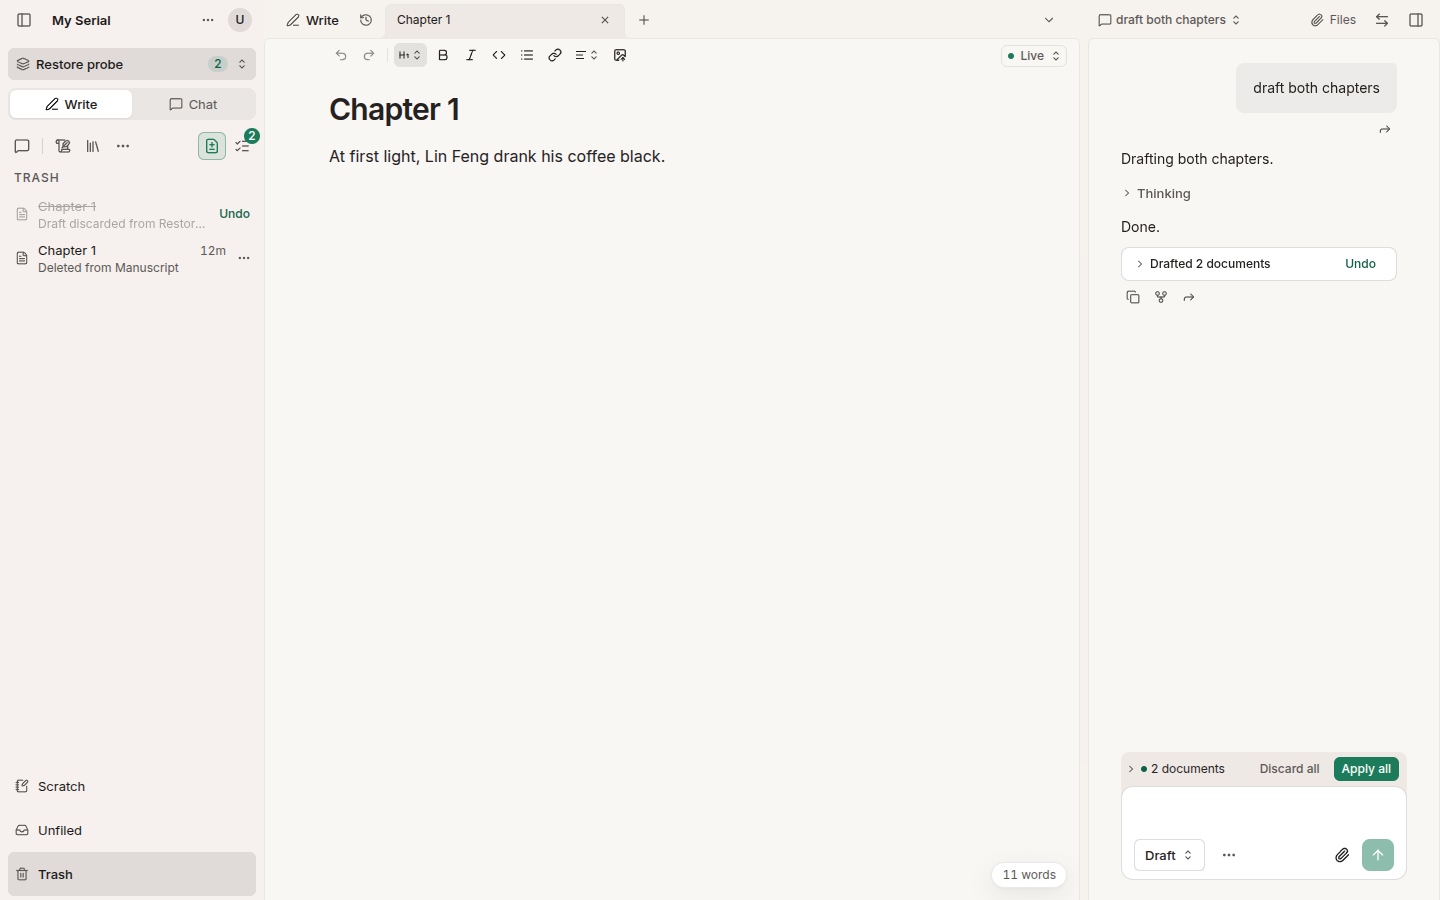 My Serial
U
Write
Chapter 1
draft both chapters
Files
Restore probe
2
Write
Chat
2
TRASH
Chapter 1
Draft discarded from Restor...
Undo
Chapter 1
12m
Deleted from Manuscript
Scratch
Unfiled
Trash
H1
B
I
Live
Chapter 1
At first light, Lin Feng drank his coffee black.
11 words
draft both chapters
Drafting both chapters.
Thinking
Done.
Drafted 2 documents
Undo
2 documents
Discard all
Apply all
Draft